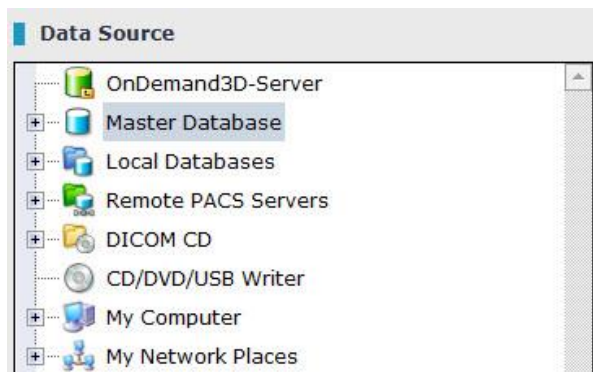 Data Source
OnDemand3D-Server
Master Database
Local Databases
Remote PACS Servers
DICOM CD
CD/DVD/USB Writer
My Computer
My Network Places